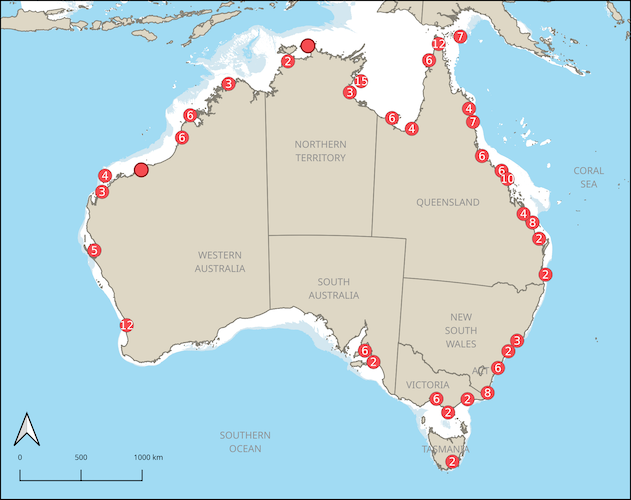 12
7
6
2
15
3
3
6
4
6
7
4
6
NORTHERN
TERRITORY
6
6
10
4
3
CORAL
SEA
QUEENSLAND
4
8
2
5
WESTERN
AUSTRALIA
2
SOUTH
AUSTRALIA
12
NEW
SOUTH
WALES
3
6
2
2
6
ACT
VICTORIA
8
6
2
2
SOUTHERN
OCEAN
TASMANIA
2
0
500
1000 km